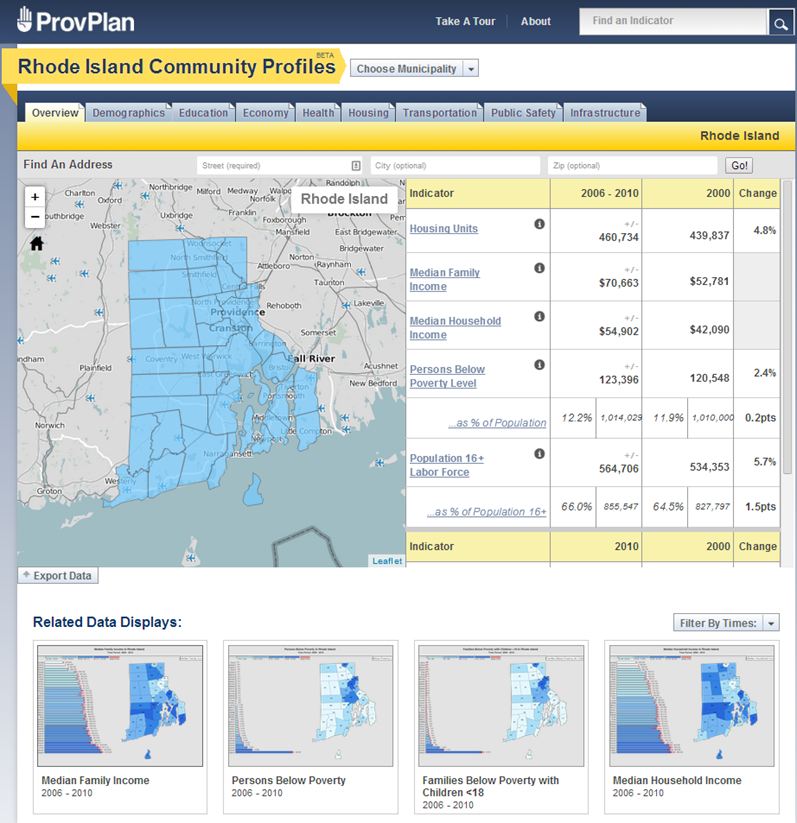 ProvPlan
Take A Tour
About
Find an Indicator
Rhode Island Community Profiles
BETA
Choose Municipality
Overview Demographics Education Economy Health Housing Transportation Public Safety Infrastructure
Rhode Island
Find An Address
Street (required)
City (optional)
Zip (optional)
Go!
+
−
Rhode Island
Charlton
Oxford
Northbridge
Milford
Medway
Norfolk
Randolph
Webster
Uxbridge
Franklin
Foxborough
Mansfield
Brockton
East Bridgewater
Bridgewater
Woonsocket
North Smithfield
Smithfield
Attleboro
Norton
(Raynham
Taunton
Central Falls
North Providence
Providence
Rehoboth
Lakeville
Cranston
Somerset
Barrington
Coventry
West Warwick
Fall River
Plainfield
Acushnet
Bristol
New Bedford
Portsmouth
Norwich
Middletown
Little Compton
Narragansett
Westerly
Groton
Leaflet
Indicator 2006 - 2010 2000 Change
Housing Units +/- 460,734 439,837 4.8%
Median Family Income +/- $70,663 $52,781
Median Household Income +/- $54,902 $42,090
Persons Below Poverty Level +/- 123,396 120,548 2.4%
...as % of Population 12.2% 1,014,029 11.9% 1,010,000 0.2pts
Population 16+ Labor Force +/- 564,706 534,353 5.7%
...as % of Population 16+ 66.0% 855,547 64.5% 827,797 1.5pts
Indicator 2010 2000 Change
+ Export Data
Related Data Displays:
Filter By Times:
Median Family Income
2006 - 2010
Persons Below Poverty
2006 - 2010
Families Below Poverty with
Children <18
2006 - 2010
Median Household Income
2006 - 2010